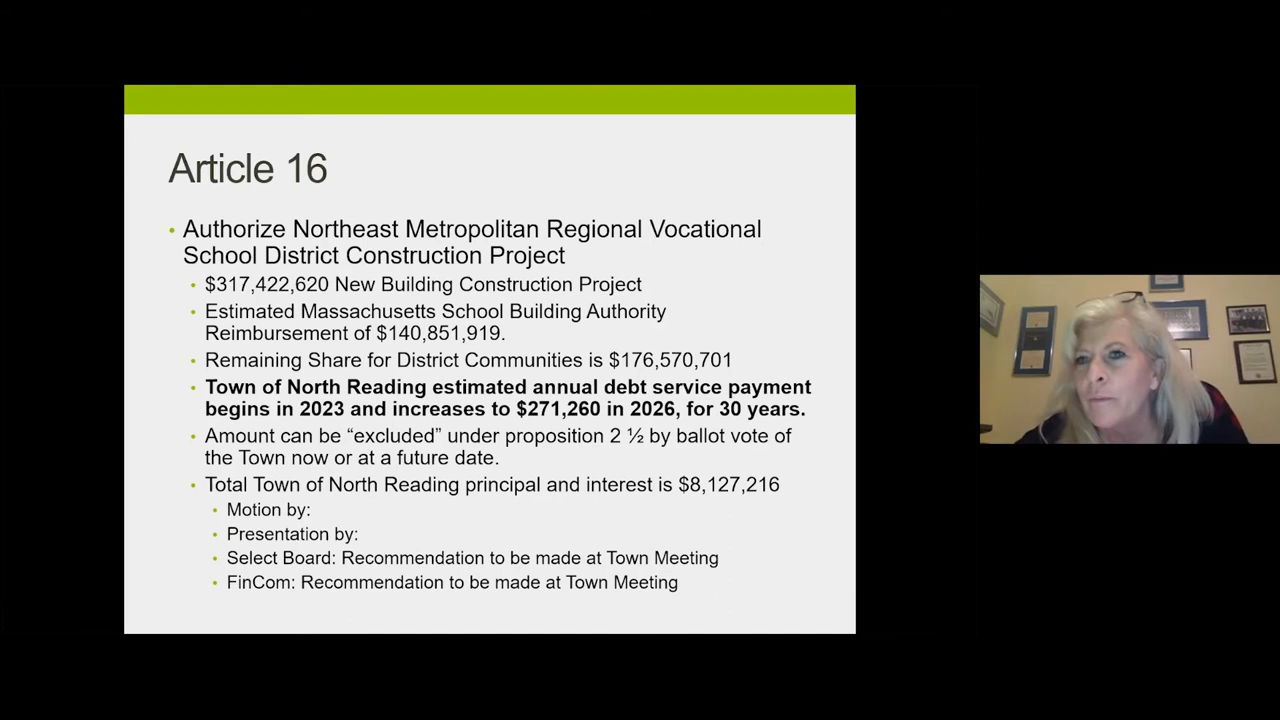 Article 16
• Authorize Northeast Metropolitan Regional Vocational
School District Construction Project
• $317,422,620 New Building Construction Project
• Estimated Massachusetts School Building Authority
Reimbursement of $140,851,919.
• Remaining Share for District Communities is $176,570,701
• Town of North Reading estimated annual debt service payment
begins in 2023 and increases to $271,260 in 2026, for 30 years.
• Amount can be “excluded” under proposition 2 ½ by ballot vote of
the Town now or at a future date.
• Total Town of North Reading principal and interest is $8,127,216
• Motion by:
• Presentation by:
• Select Board: Recommendation to be made at Town Meeting
• FinCom: Recommendation to be made at Town Meeting